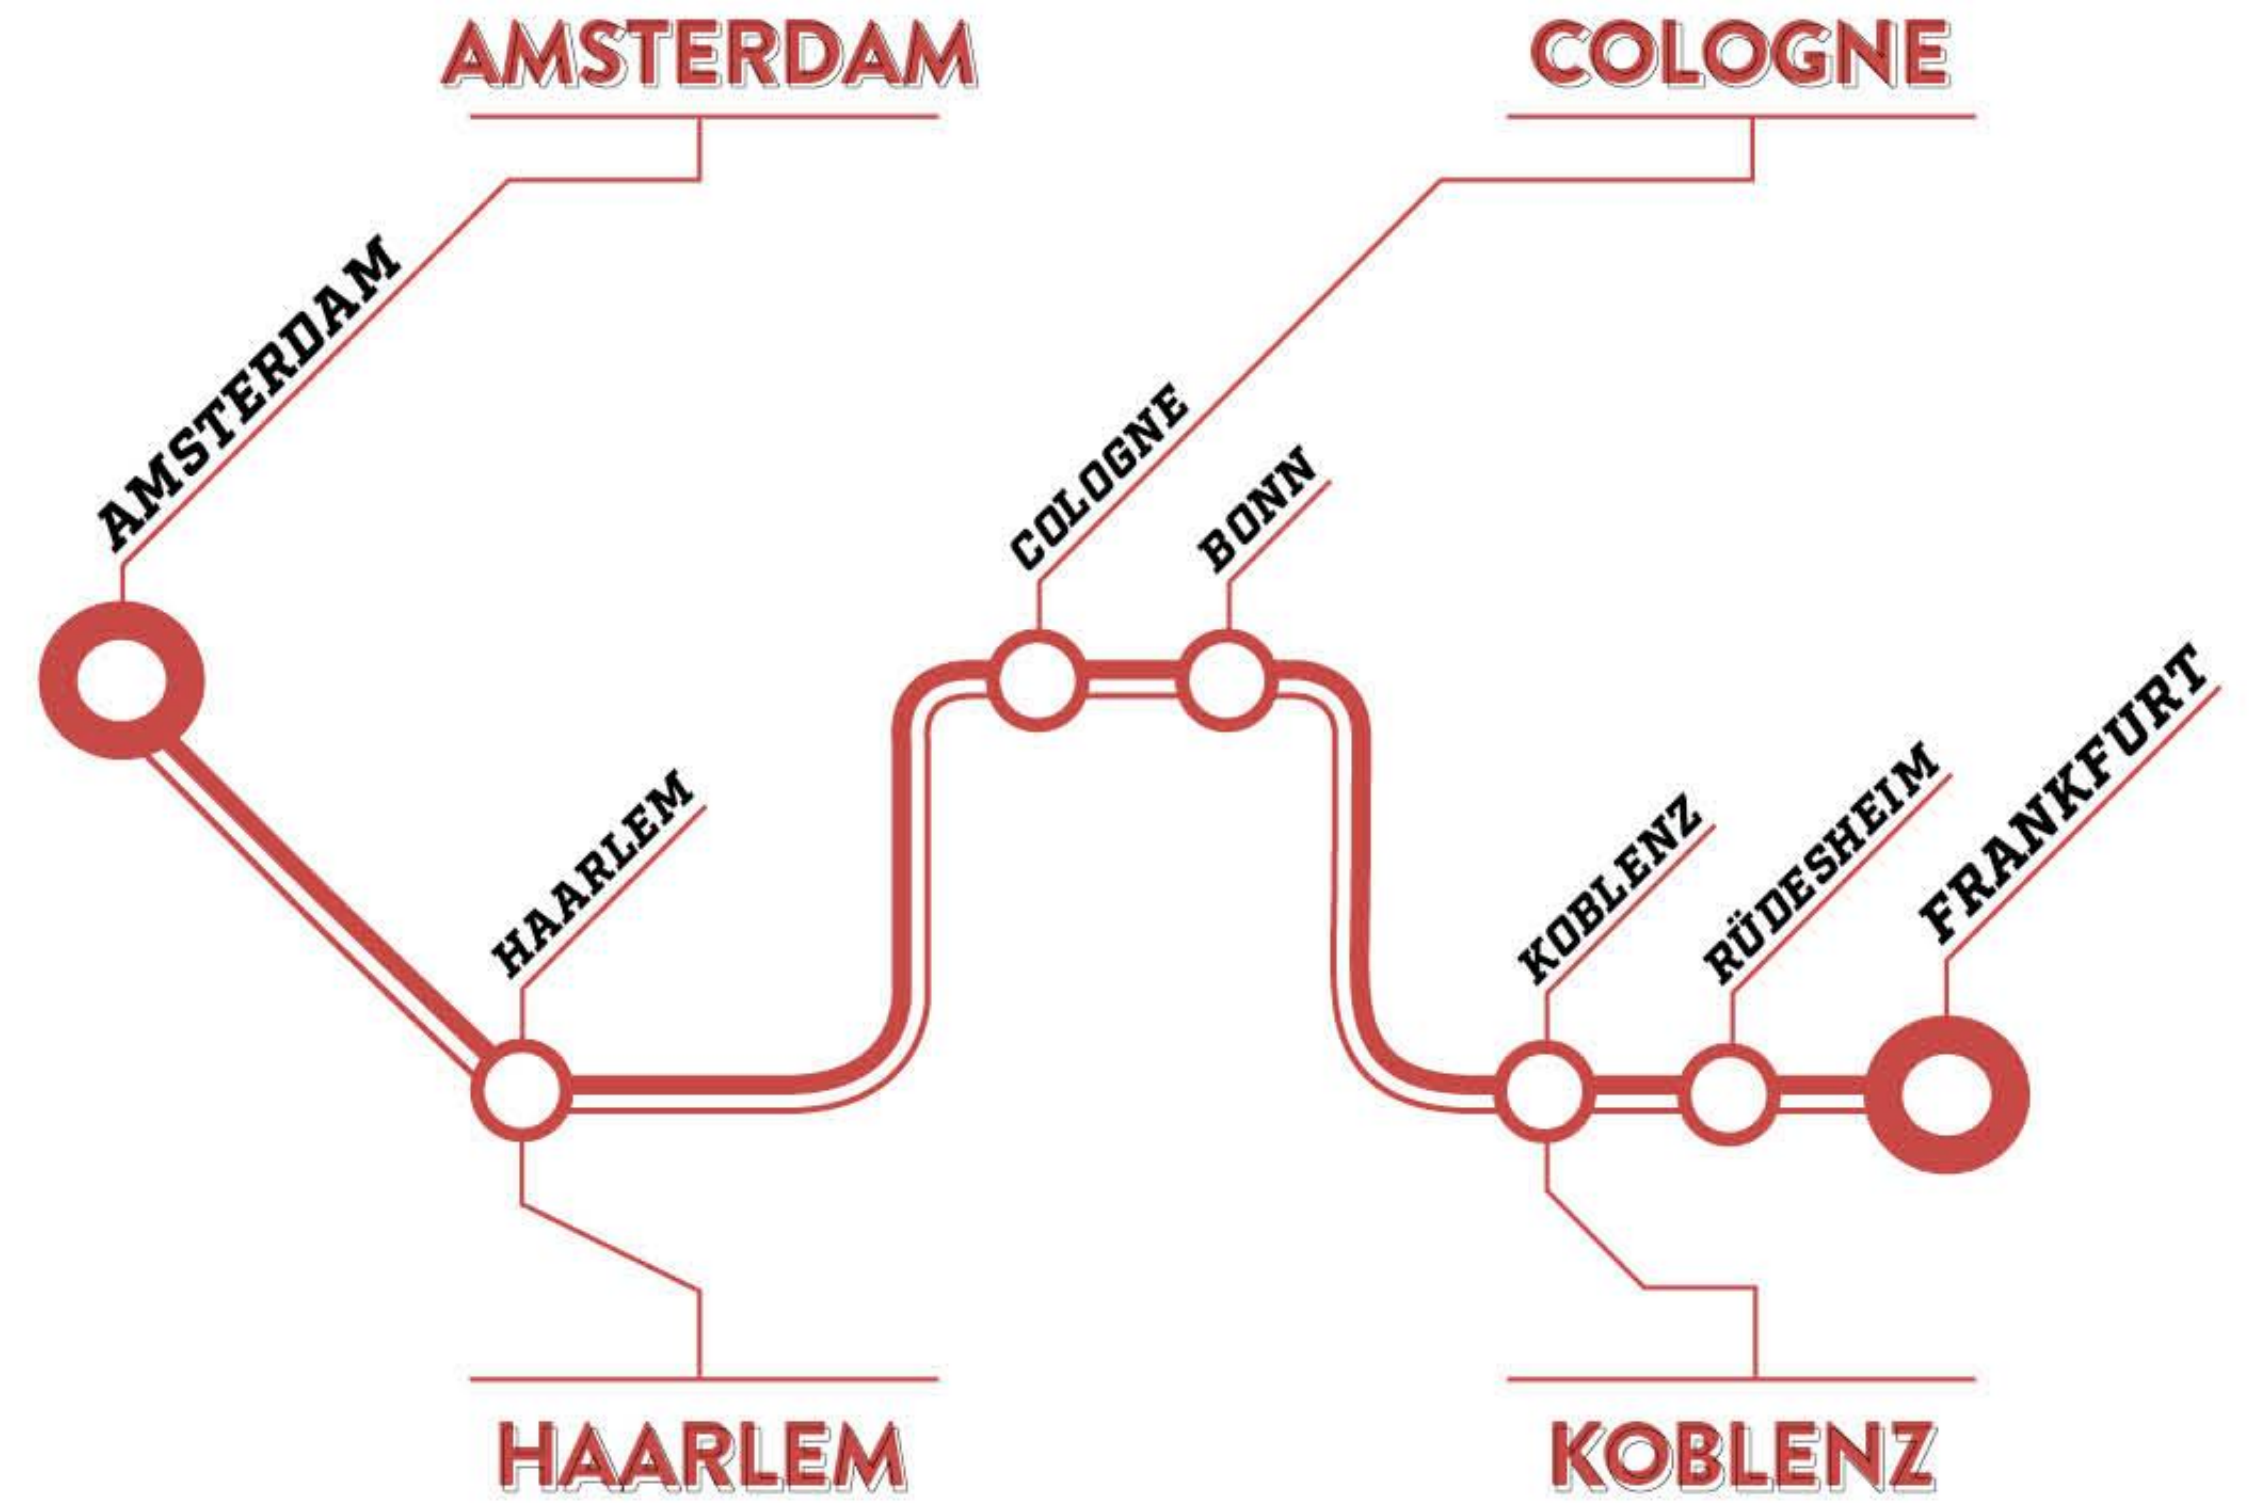 AMSTERDAM
COLOGNE
AMSTERDAM
COLOGNE
BONN
HAARLEM
KOBLENZ
RÜDESHEIM
FRANKFURT
HAARLEM
KOBLENZ